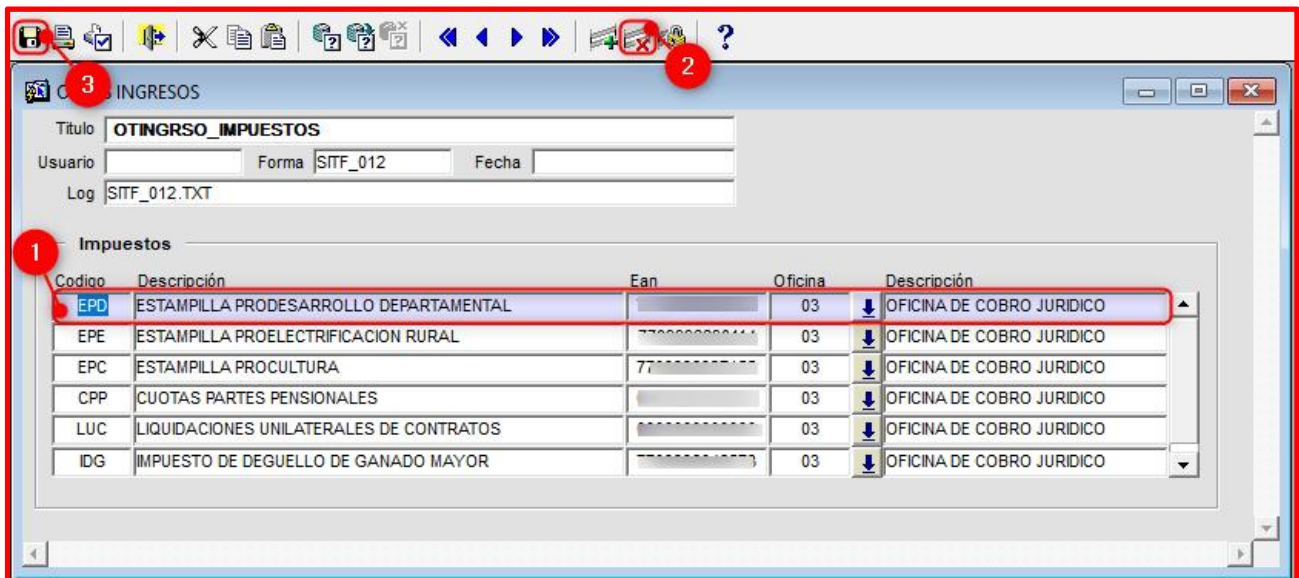 3
2
INGRESOS
Titulo OTINGRSO_IMPUESTOS
Usuario Forma SITF_012 Fecha
Log SITF_012.TXT
1
Impuestos
Codigo Descripción Ean Oficina Descripción
EPD ESTAMPILLA PRODESARROLLO DEPARTAMENTAL 03 OFICINA DE COBRO JURIDICO
EPE ESTAMPILLA PROELECTRIFICACION RURAL 03 OFICINA DE COBRO JURIDICO
EPC ESTAMPILLA PROCULTURA 03 OFICINA DE COBRO JURIDICO
CPP CUOTAS PARTES PENSIONALES 03 OFICINA DE COBRO JURIDICO
LUC LIQUIDACIONES UNILATERALES DE CONTRATOS 03 OFICINA DE COBRO JURIDICO
IDG IMPUESTO DE DEGUELLO DE GANADO MAYOR 03 OFICINA DE COBRO JURIDICO